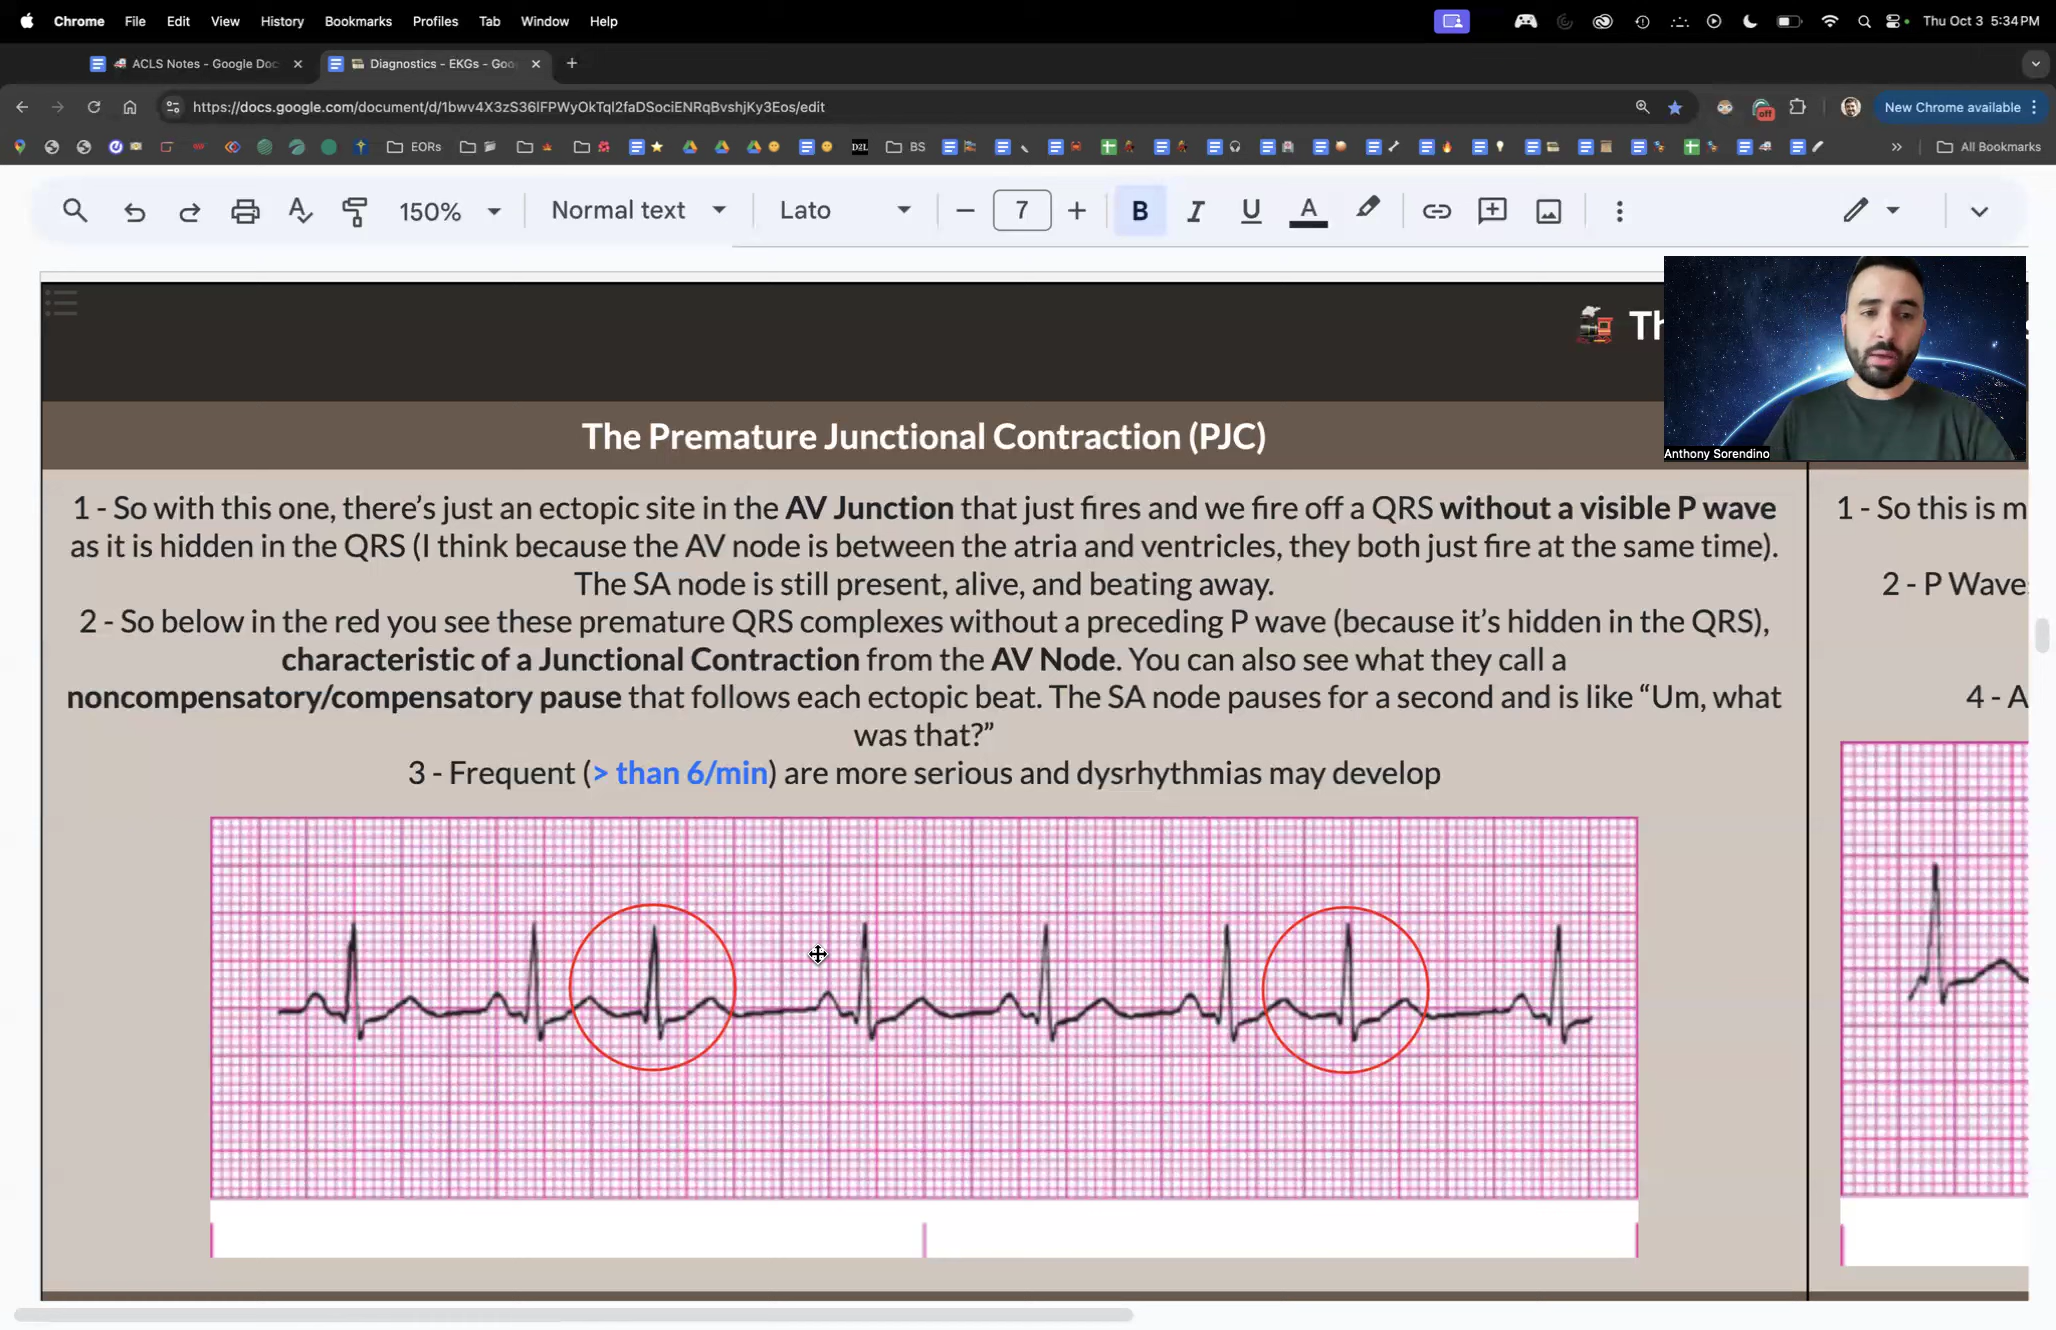 Chrome File Edit View History Bookmarks Profiles Tab Window Help Thu Oct 3 5:34 PM
ACLS Notes - Google Doc Diagnostics - EKGs - Goo
https://docs.google.com/document/d/1bwv4X3zS36lFPWyOkTql2faDSociENRqBvshjKy3Eos/edit off New Chrome available
EORs D2L BS All Bookmarks
150% Normal text Lato 7 B I U A
Th
Anthony Sorendino
The Premature Junctional Contraction (PJC)
1 - So with this one, there's just an ectopic site in the AV Junction that just fires and we fire off a QRS without a visible P wave
as it is hidden in the QRS (I think because the AV node is between the atria and ventricles, they both just fire at the same time).
The SA node is still present, alive, and beating away.
2 - So below in the red you see these premature QRS complexes without a preceding P wave (because it's hidden in the QRS),
characteristic of a Junctional Contraction from the AV Node. You can also see what they call a
noncompensatory/compensatory pause that follows each ectopic beat. The SA node pauses for a second and is like “Um, what
was that?”
3 - Frequent (> than 6/min) are more serious and dysrhythmias may develop
1 - So this is m
2 - P Wave
4 - A